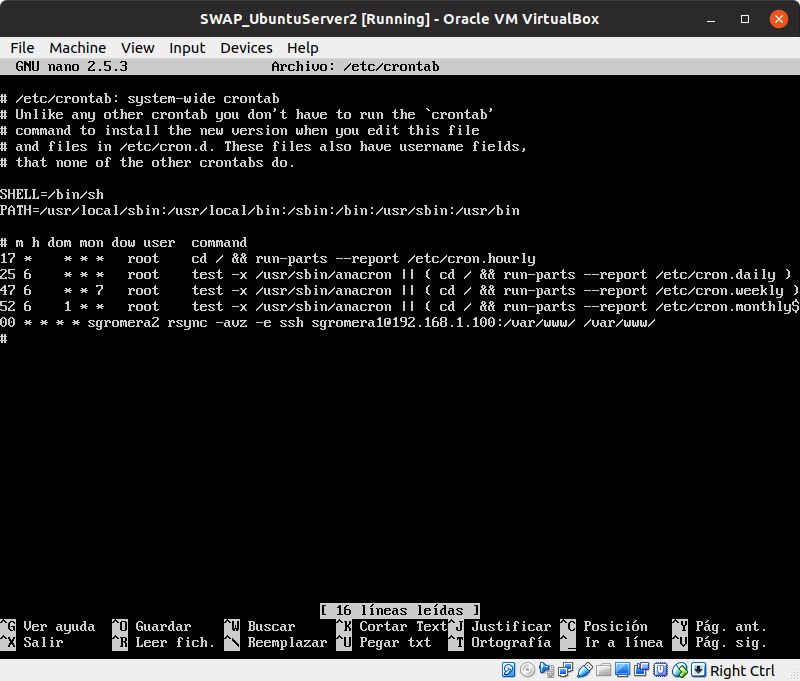 SWAP_UbuntuServer2 [Running] - Oracle VM VirtualBox
File Machine View Input Devices Help
GNU nano 2.5.3 Archivo: /etc/crontab
# /etc/crontab: system-wide crontab
# Unlike any other crontab you don't have to run the `crontab'
# command to install the new version when you edit this file
# and files in /etc/cron.d. These files also have username fields,
# that none of the other crontabs do.
SHELL=/bin/sh
PATH=/usr/local/sbin:/usr/local/bin:/sbin:/bin:/usr/sbin:/usr/bin
# m h dom mon dow user  command
17 *    * * *   root    cd / && run-parts --report /etc/cron.hourly
25 6    * * *   root    test -x /usr/sbin/anacron || ( cd / && run-parts --report /etc/cron.daily )
47 6    * * 7   root    test -x /usr/sbin/anacron || ( cd / && run-parts --report /etc/cron.weekly )
52 6    1 * *   root    test -x /usr/sbin/anacron || ( cd / && run-parts --report /etc/cron.monthly$
00 * * * * sgromera2 rsync -avz -e ssh sgromera1@192.168.1.100:/var/www/ /var/www/
#
[ 16 líneas leídas ]
^G Ver ayuda ^O Guardar ^W Buscar ^K Cortar Text ^J Justificar ^C Posición ^Y Pág. ant.
^X Salir ^R Leer fich. ^\ Reemplazar ^U Pegar txt ^T Ortografía ^_ Ir a línea ^V Pág. sig.
Right Ctrl